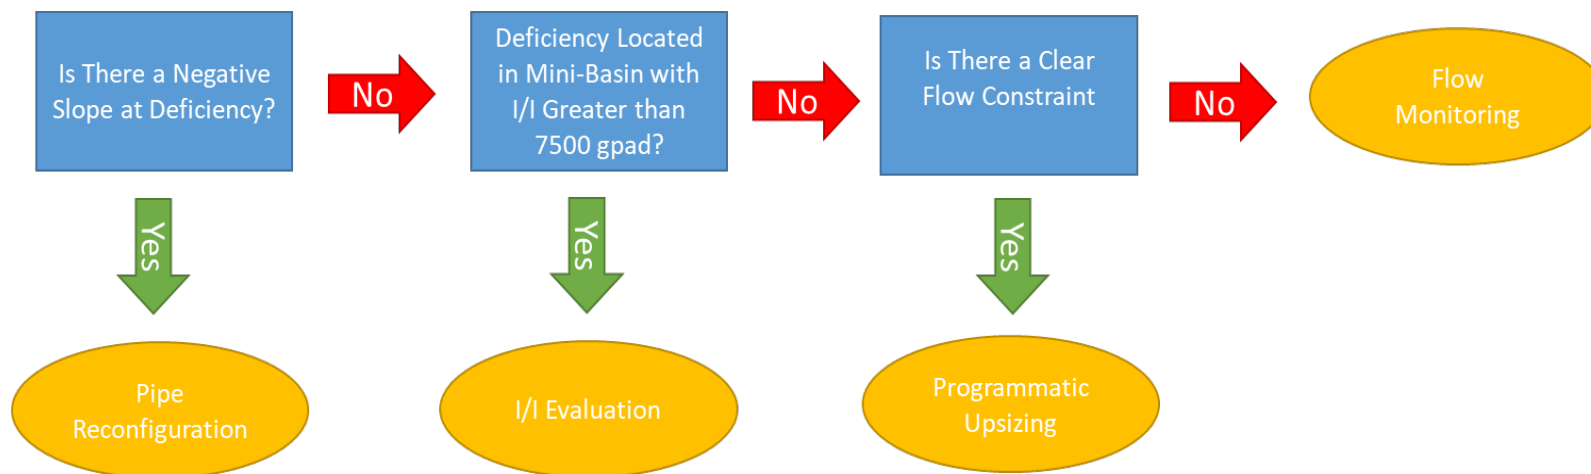 Is There a Negative
Slope at Deficiency?
No
Deficiency Located
in Mini-Basin with
I/I Greater than
7500 gpad?
No
Is There a Clear
Flow Constraint
No
Flow
Monitoring
Yes
Yes
Yes
Pipe
Reconfiguration
I/I Evaluation
Programmatic
Upsizing